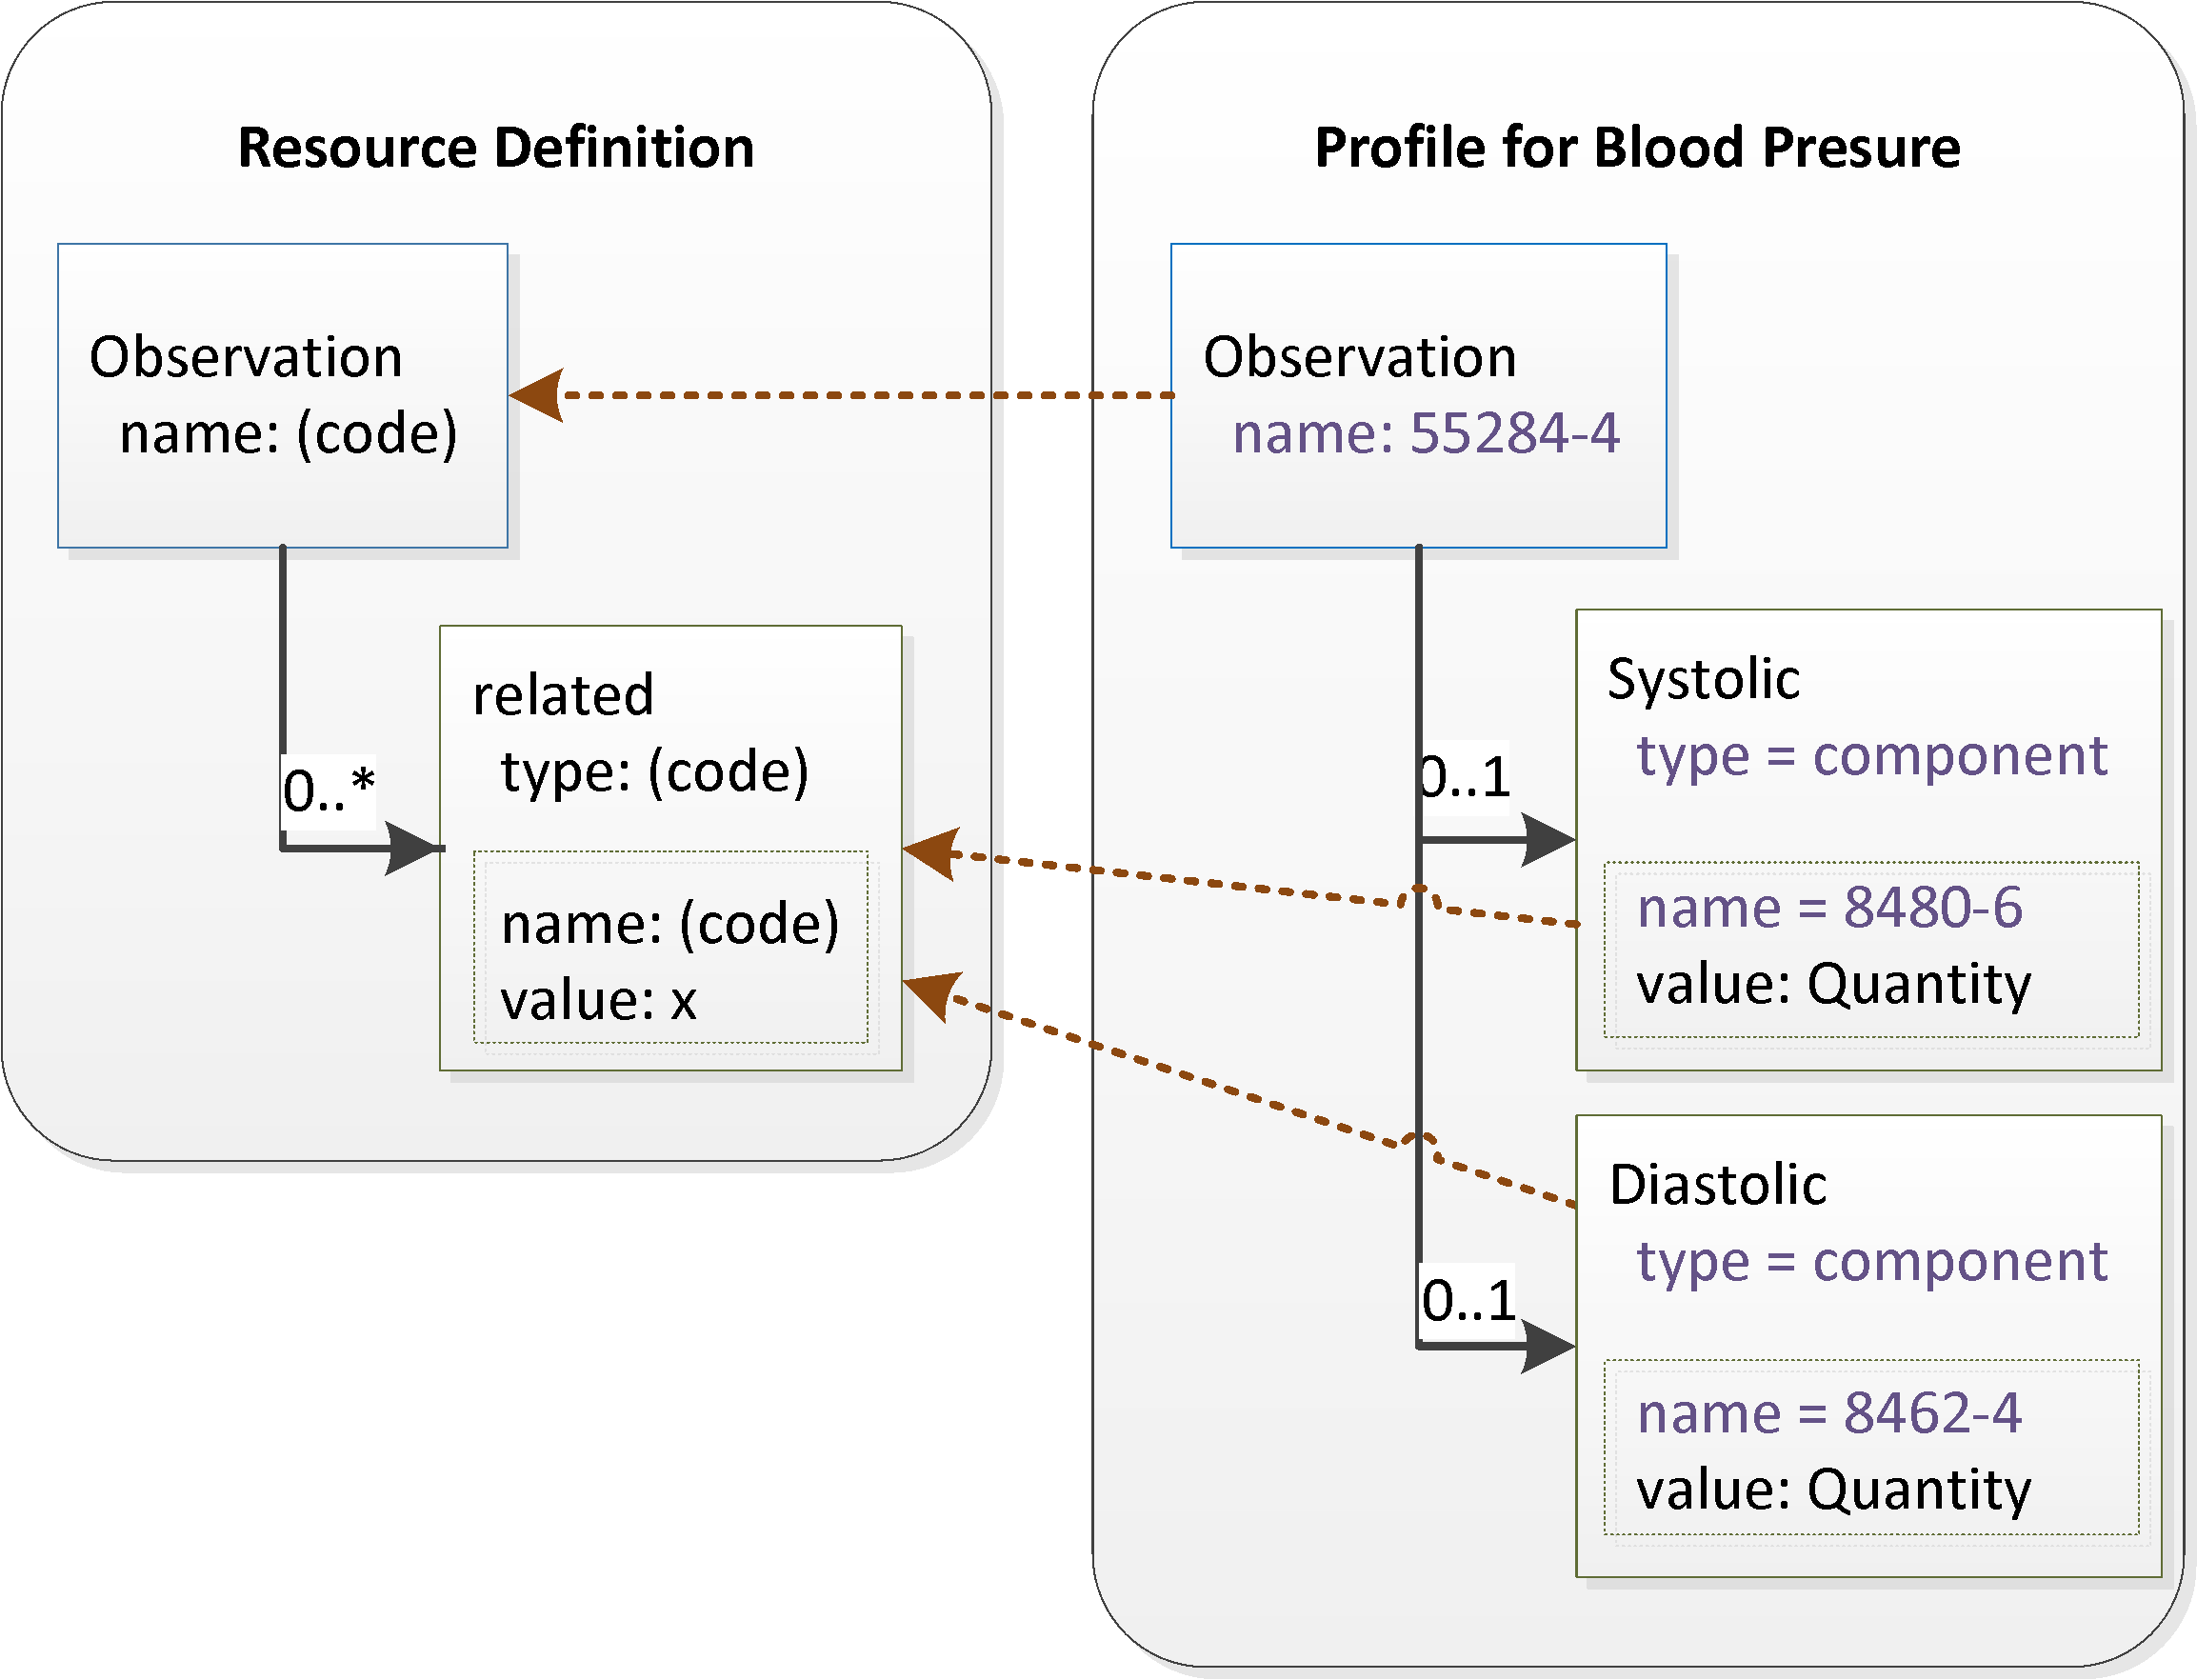 Resource Definition
Observation
name: (code)
0..*
related
type: (code)
name: (code)
value: x
Profile for Blood Presure
Observation
name: 55284-4
0..1
Systolic
type = component
name = 8480-6
value: Quantity
0..1
Diastolic
type = component
name = 8462-4
value: Quantity